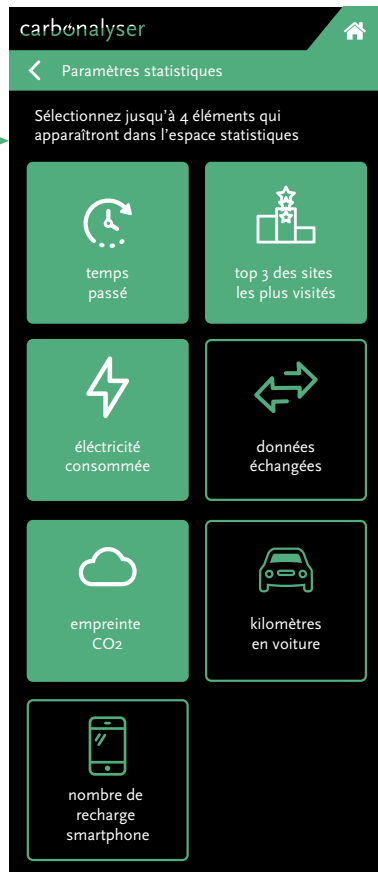 carbonalyser
Paramètres statistiques
Sélectionnez jusqu'à 4 éléments qui
apparaîtront dans l'espace statistiques
temps
passé
top 3 des sites
les plus visités
éléctricité
consommée
données
échangées
empreinte
CO2
kilomètres
en voiture
nombre de
recharge
smartphone